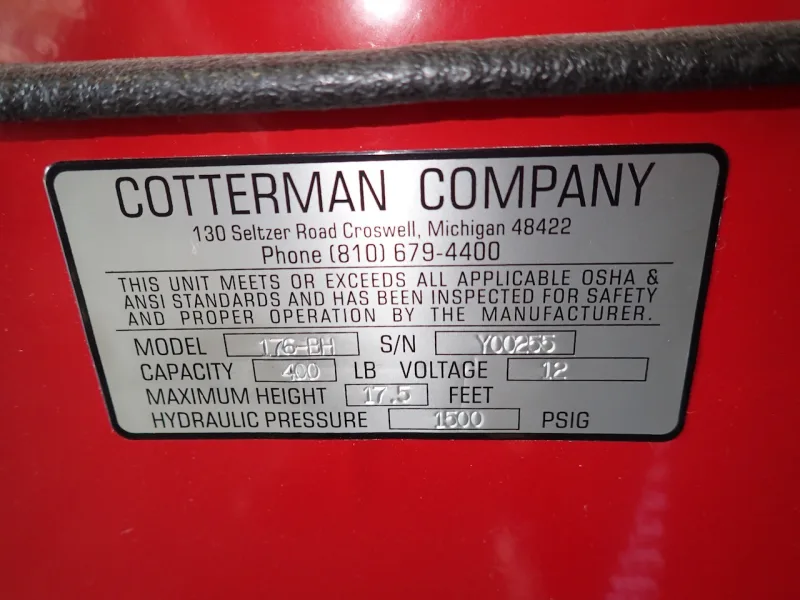 COTTERMAN COMPANY
130 Seltzer Road Croswell, Michigan 48422
Phone (810) 679-4400
THIS UNIT MEETS OR EXCEEDS ALL APPLICABLE OSHA &
ANSI STANDARDS AND HAS BEEN INSPECTED FOR SAFETY
AND PROPER OPERATION BY THE MANUFACTURER.
MODEL 176-BH S/N Y00255
CAPACITY 400 LB VOLTAGE 12
MAXIMUM HEIGHT 17.5 FEET
HYDRAULIC PRESSURE 1500 PSIG